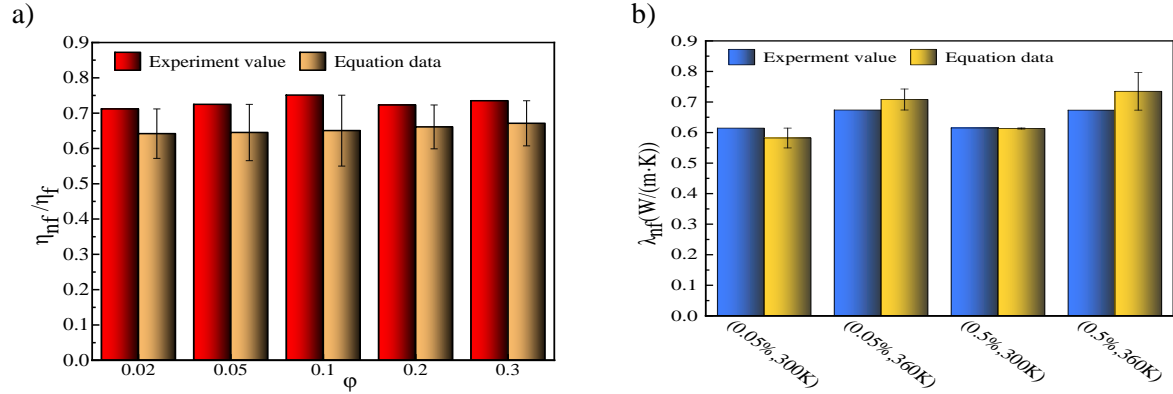 a)
0.9
0.8
0.7
0.6
0.5
0.4
0.3
0.2
0.1
0.0
ηnf/ηf
Experiment value
Equation data
0.02 0.05 0.1 0.2 0.3
φ
b)
0.9
0.8
0.7
0.6
0.5
0.4
0.3
0.2
0.1
0.0
λnf(W/(m·K))
Experment value
Equation data
(0.05%,300K)
(0.05%,360K)
(0.5%,300K)
(0.5%,360K)